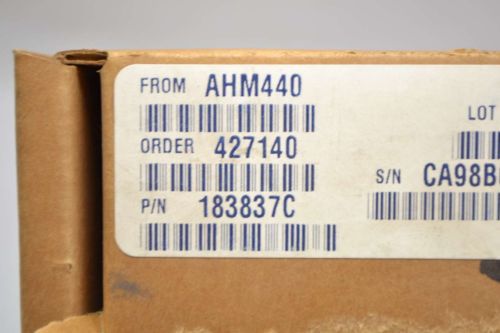 FROM AHM440
LOT
ORDER 427140
S/N CA98B
P/N 183837C